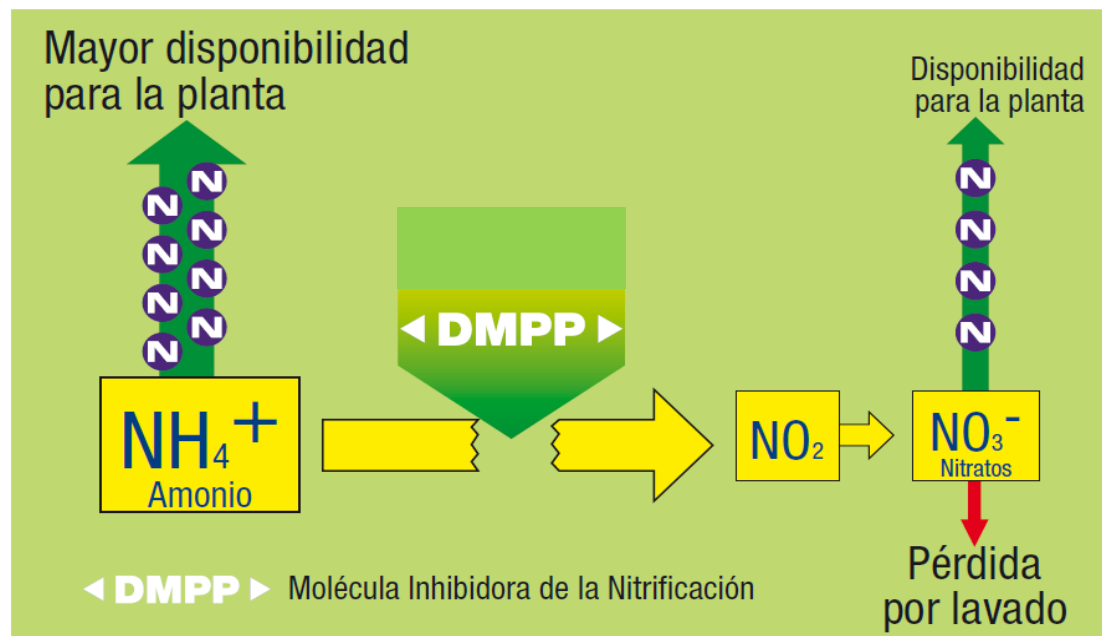 Mayor disponibilidad
para la planta
Disponibilidad
para la planta
N
N
N
N
N
N
N
N
N
N
N
N
DMPP
NH₄⁺
Amonio
NO₂
NO₃⁻
Nitratos
Pérdida
por lavado
DMPP Molécula Inhibidora de la Nitrificación